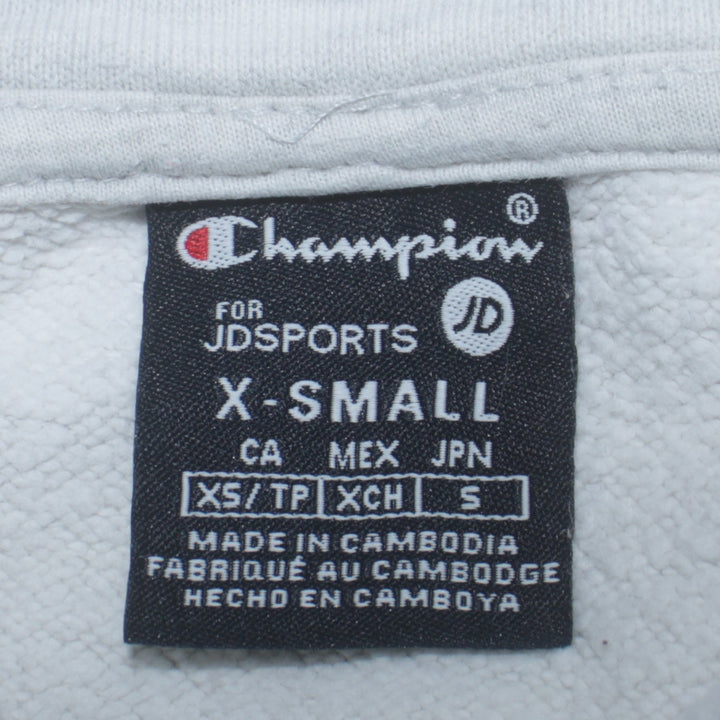 Champion®
FOR
JDSPORTS JD
X-SMALL
CA MEX JPN
XS/TP XCH S
MADE IN CAMBODIA
FABRIQUÉ AU CAMBODGE
HECHO EN CAMBOYA